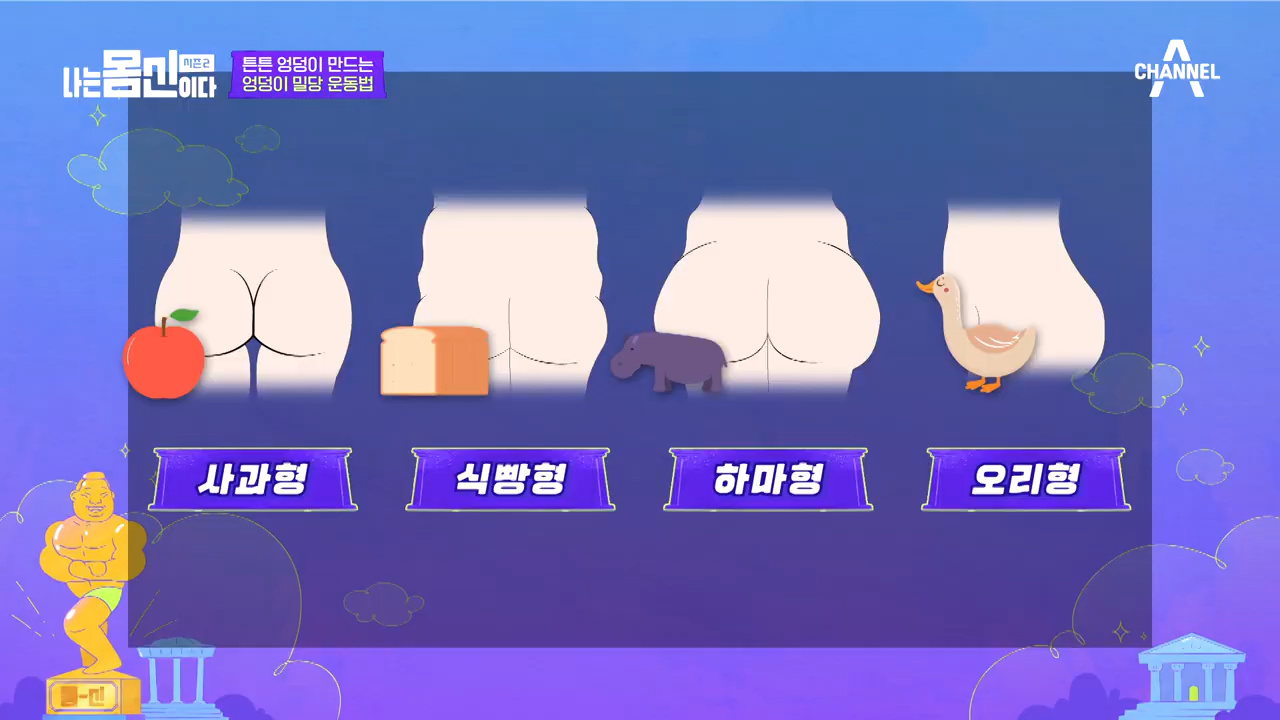 나는 몸신이다 시즌2
튼튼 엉덩이 만드는
엉덩이 밀당 운동법
CHANNEL A
사과형
식빵형
하마형
오리형
몸-신